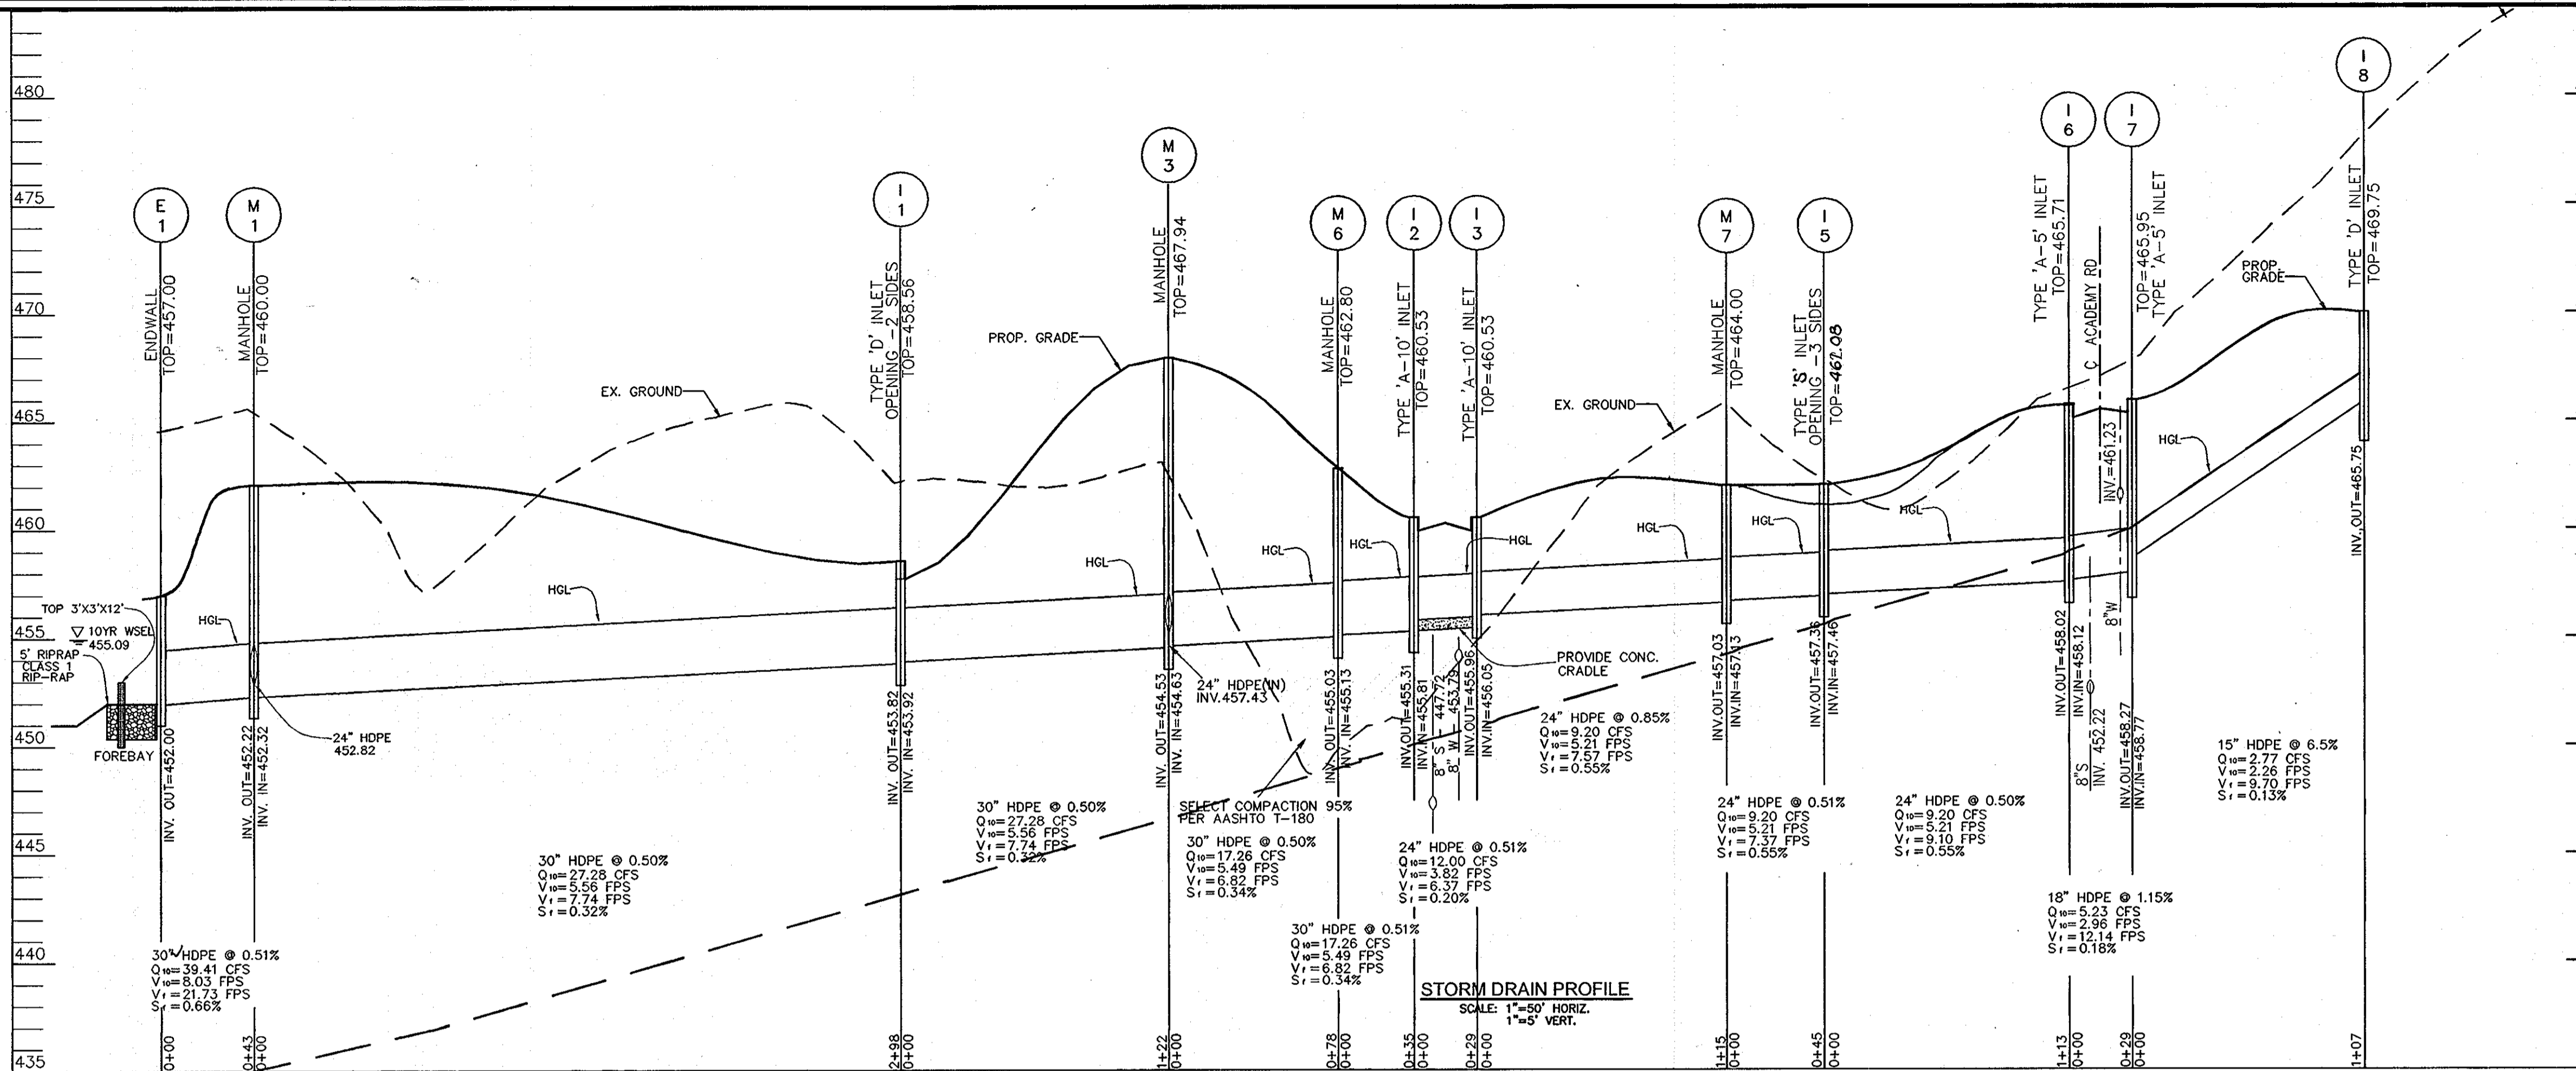 480
475
470
465
460
455
450
445
440
435
E
1
ENDWALL
TOP=457.00
M
1
MANHOLE
TOP=460.00
I
1
TYPE 'D' INLET
OPENING -2 SIDES
TOP=458.56
M
3
MANHOLE
TOP=467.94
M
6
MANHOLE
TOP=462.80
I
2
TYPE 'A-10' INLET
TOP=460.53
I
3
TYPE 'A-10' INLET
TOP=460.53
M
7
MANHOLE
TOP=464.00
I
5
TYPE 'S' INLET
OPENING -3 SIDES
TOP=462.08
I
6
TYPE 'A-5' INLET
TOP=465.71
C ACADEMY RD
I
7
TOP=465.95
TYPE 'A-5' INLET
I
8
TYPE 'D' INLET
TOP=469.75
EX. GROUND
PROP. GRADE
EX. GROUND
PROP.
GRADE
HGL
HGL
HGL
HGL
HGL
HGL
HGL
HGL
HGL
HGL
TOP 3'X3'X12'
10YR WSEL
455.09
5' RIPRAP
CLASS 1
RIP-RAP
FOREBAY
INV. OUT=452.00
INV. OUT=452.22
INV. IN=452.32
24" HDPE
452.82
INV. OUT=453.82
INV. IN=453.92
INV. OUT=454.53
INV. IN=454.63
24" HDPE(IN)
INV.457.43
INV.OUT=455.03
INV. IN=455.13
INV.OUT=455.31
INV.IN=455.81
8" S - 447.72
8" W - 453.79
INV.OUT=455.96
INV.IN=456.05
PROVIDE CONC.
CRADLE
INV.OUT=457.03
INV.IN=457.13
INV.OUT=457.36
INV.IN=457.46
INV.OUT=458.02
INV.IN=458.12
8"S
INV. 452.22
INV.=461.23
8"W
INV.OUT=458.27
INV.IN=458.77
INV.OUT=465.75
SELECT COMPACTION 95%
PER AASHTO T-180
30" HDPE @ 0.51%
Q10=39.41 CFS
V10=8.03 FPS
Vf=21.73 FPS
Sf=0.66%
30" HDPE @ 0.50%
Q10=27.28 CFS
V10=5.56 FPS
Vf=7.74 FPS
Sf=0.32%
30" HDPE @ 0.50%
Q10=27.28 CFS
V10=5.56 FPS
Vf=7.74 FPS
Sf=0.32%
30" HDPE @ 0.50%
Q10=17.26 CFS
V10=5.49 FPS
Vf=6.82 FPS
Sf=0.34%
30" HDPE @ 0.51%
Q10=17.26 CFS
V10=5.49 FPS
Vf=6.82 FPS
Sf=0.34%
24" HDPE @ 0.51%
Q10=12.00 CFS
V10=3.82 FPS
Vf=6.37 FPS
Sf=0.20%
24" HDPE @ 0.85%
Q10=9.20 CFS
V10=5.21 FPS
Vf=7.57 FPS
Sf=0.55%
24" HDPE @ 0.51%
Q10=9.20 CFS
V10=5.21 FPS
Vf=7.37 FPS
Sf=0.55%
24" HDPE @ 0.50%
Q10=9.20 CFS
V10=5.21 FPS
Vf=9.10 FPS
Sf=0.55%
18" HDPE @ 1.15%
Q10=5.23 CFS
V10=2.96 FPS
Vf=12.14 FPS
Sf=0.18%
15" HDPE @ 6.5%
Q10=2.77 CFS
V10=2.26 FPS
Vf=9.70 FPS
Sf=0.13%
STORM DRAIN PROFILE
SCALE: 1"=50' HORIZ.
1"=5' VERT.
0+00
0+43
0+00
2+98
0+00
1+22
0+00
0+78
0+00
0+35
0+00
0+29
0+00
1+15
0+00
0+45
0+00
1+13
0+00
0+29
0+00
1+07